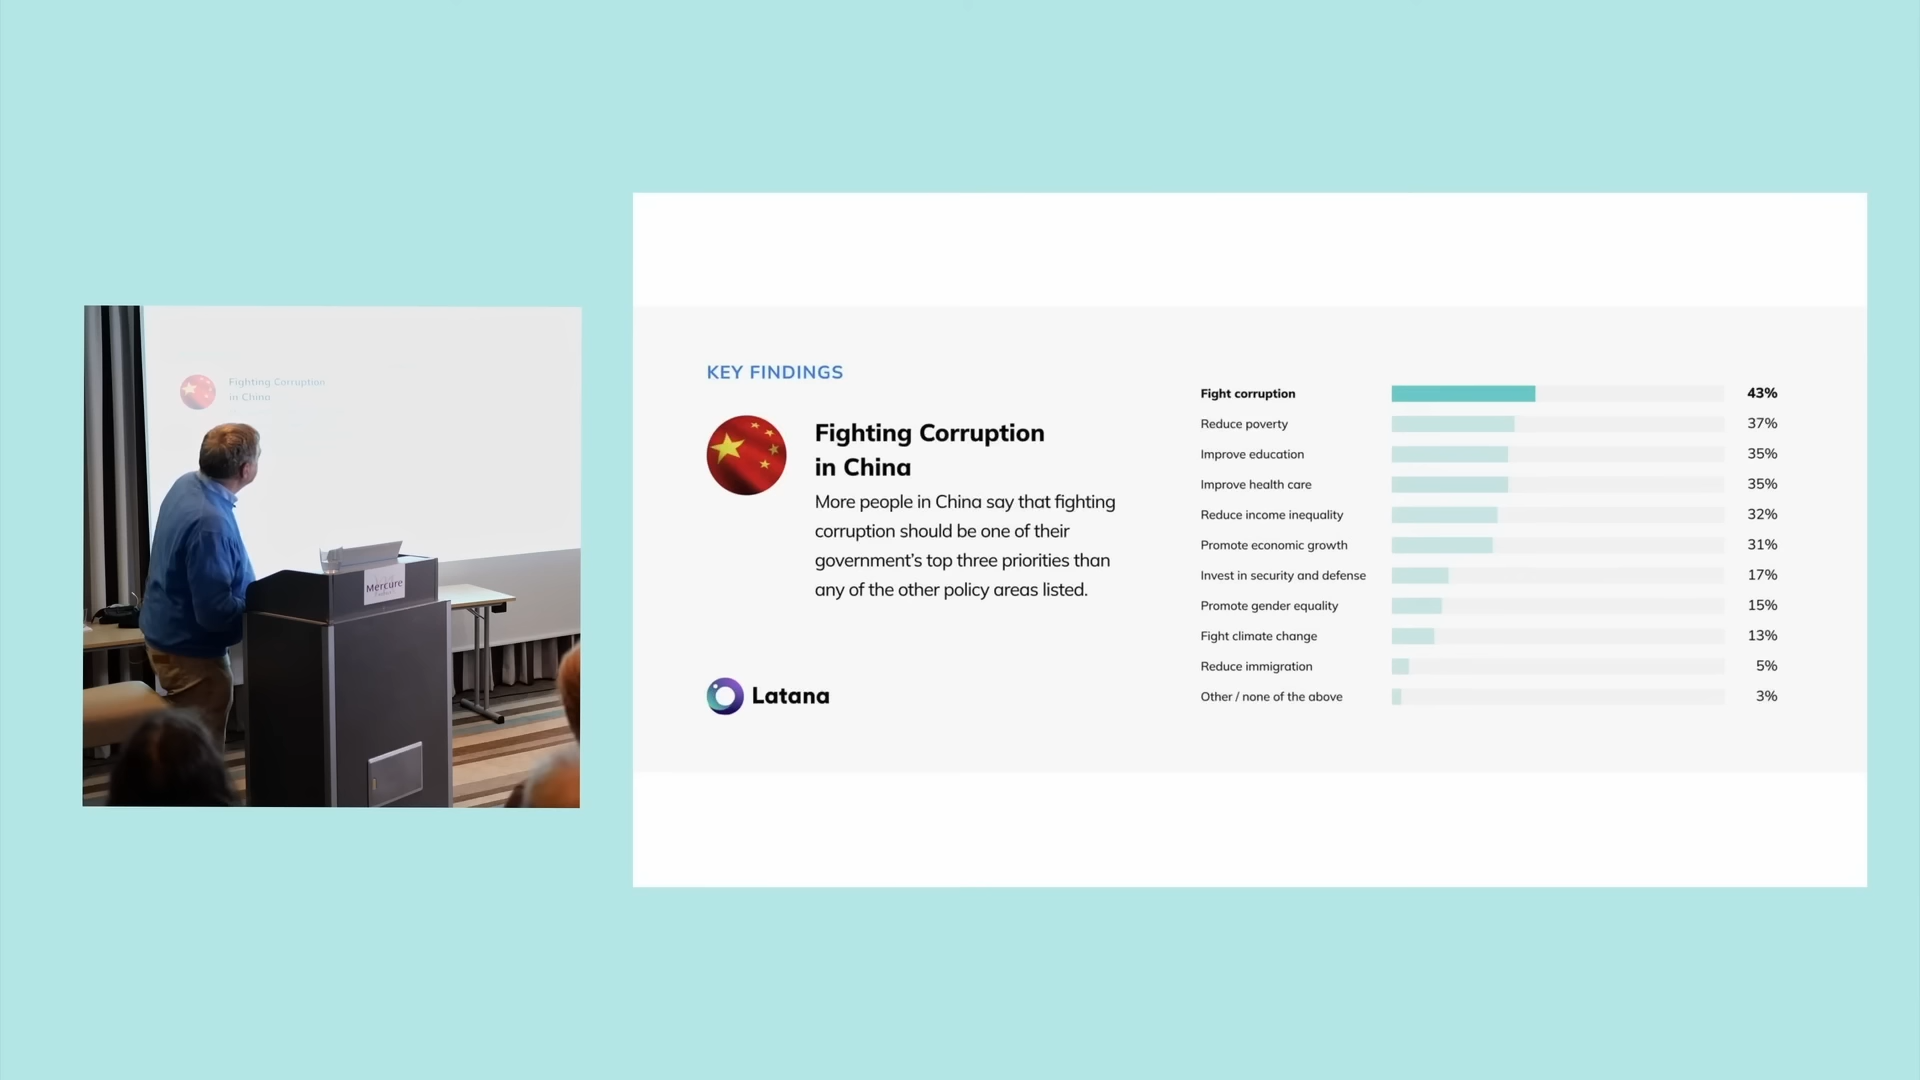 Fighting Corruption
in China
Mercure
KEY FINDINGS
Fighting Corruption
in China
More people in China say that fighting
corruption should be one of their
government's top three priorities than
any of the other policy areas listed.
Latana
Fight corruption 43%
Reduce poverty 37%
Improve education 35%
Improve health care 35%
Reduce income inequality 32%
Promote economic growth 31%
Invest in security and defense 17%
Promote gender equality 15%
Fight climate change 13%
Reduce immigration 5%
Other / none of the above 3%